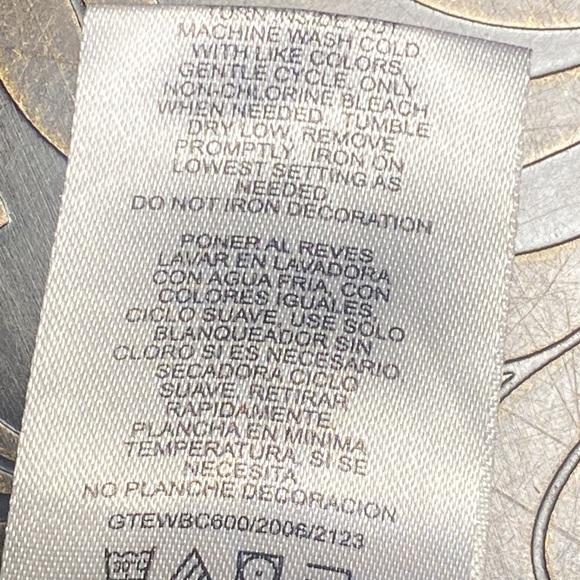 TURN INSIDE OUT
MACHINE WASH COLD
WITH LIKE COLORS,
GENTLE CYCLE, ONLY
NON-CHLORINE BLEACH
WHEN NEEDED, TUMBLE
DRY LOW, REMOVE
PROMPTLY, IRON ON
LOWEST SETTING AS
NEEDED,
DO NOT IRON DECORATION
PONER AL REVES
LAVAR EN LAVADORA
CON AGUA FRIA, CON
COLORES IGUALES,
CICLO SUAVE, USE SOLO
BLANQUEADOR SIN
CLORO SI ES NECESARIO
SECADORA CICLO
SUAVE, RETIRAR
RAPIDAMENTE,
PLANCHA EN MINIMA
TEMPERATURA, SI SE
NECESITA
NO PLANCHE DECORACION
GTEWBC600/2006/2123
30°C